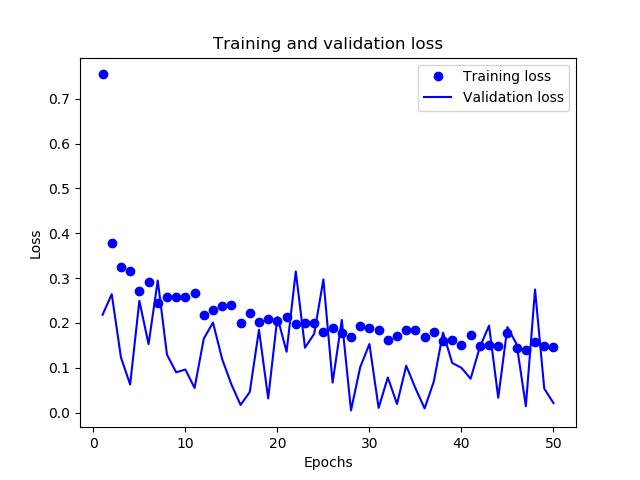 Training and validation loss
Training loss
Validation loss
Loss
0.7
0.6
0.5
0.4
0.3
0.2
0.1
0.0
0 10 20 30 40 50
Epochs